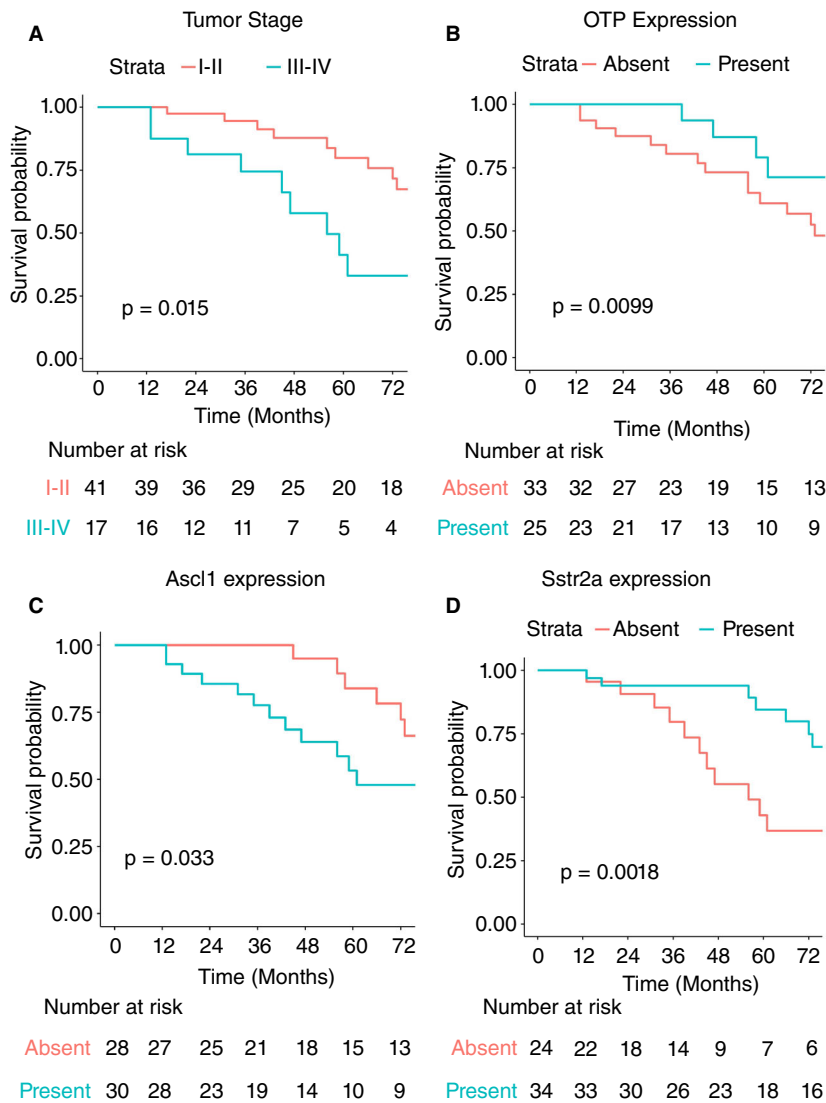 Tumor Stage
A
Strata I-II III-IV
Survival probability
1.00
0.75
0.50
0.25
0.00
p = 0.015
0 12 24 36 48 60 72
Time (Months)
Number at risk
I-II 41 39 36 29 25 20 18
III-IV 17 16 12 11 7 5 4
OTP Expression
B
Strata Absent Present
Survival probability
1.00
0.75
0.50
0.25
0.00
p = 0.0099
0 12 24 36 48 60 72
Time (Months)
Number at risk
Absent 33 32 27 23 19 15 13
Present 25 23 21 17 13 10 9
Ascl1 expression
C
Survival probability
1.00
0.75
0.50
0.25
0.00
p = 0.033
0 12 24 36 48 60 72
Time (Months)
Number at risk
Absent 28 27 25 21 18 15 13
Present 30 28 23 19 14 10 9
Sstr2a expression
D
Strata Absent Present
Survival probability
1.00
0.75
0.50
0.25
0.00
p = 0.0018
0 12 24 36 48 60 72
Time (Months)
Number at risk
Absent 24 22 18 14 9 7 6
Present 34 33 30 26 23 18 16